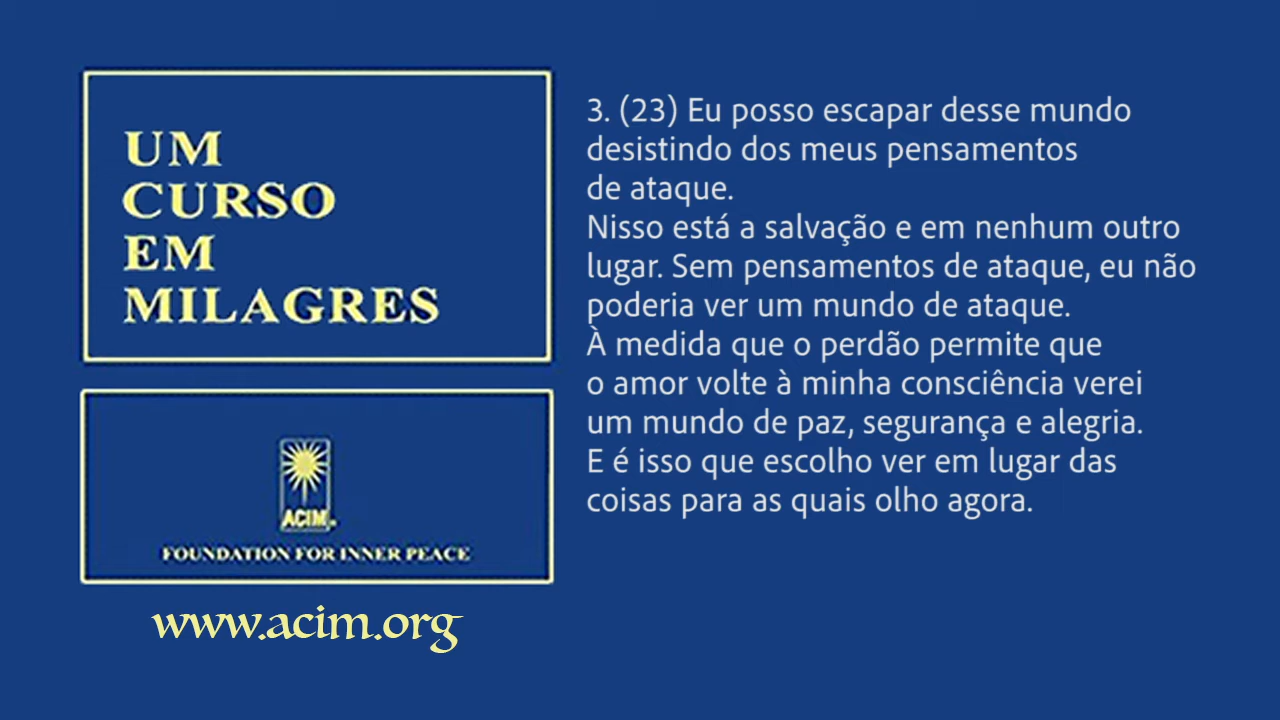 UM
CURSO
EM
MILAGRES
ACIM
FOUNDATION FOR INNER PEACE
www.acim.org
3. (23) Eu posso escapar desse mundo
desistindo dos meus pensamentos
de ataque.
Nisso está a salvação e em nenhum outro
lugar. Sem pensamentos de ataque, eu não
poderia ver um mundo de ataque.
À medida que o perdão permite que
o amor volte à minha consciência verei
um mundo de paz, segurança e alegria.
E é isso que escolho ver em lugar das
coisas para as quais olho agora.